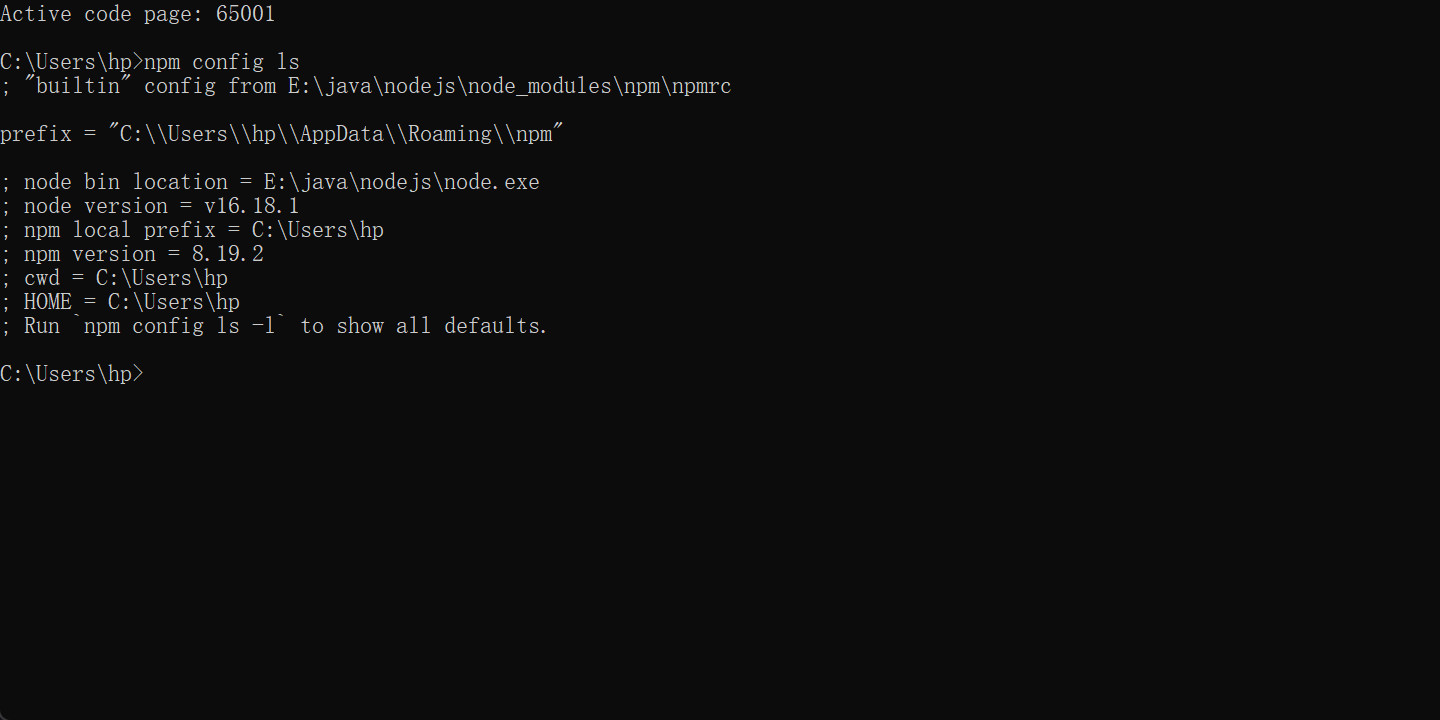 Active code page: 65001
C:\Users\hp>npm config ls
; "builtin" config from E:\java\nodejs\node_modules\npm\npmrc
prefix = "C:\\Users\\hp\\AppData\\Roaming\\npm"
; node bin location = E:\java\nodejs\node.exe
; node version = v16.18.1
; npm local prefix = C:\Users\hp
; npm version = 8.19.2
; cwd = C:\Users\hp
; HOME = C:\Users\hp
; Run `npm config ls -l` to show all defaults.
C:\Users\hp>